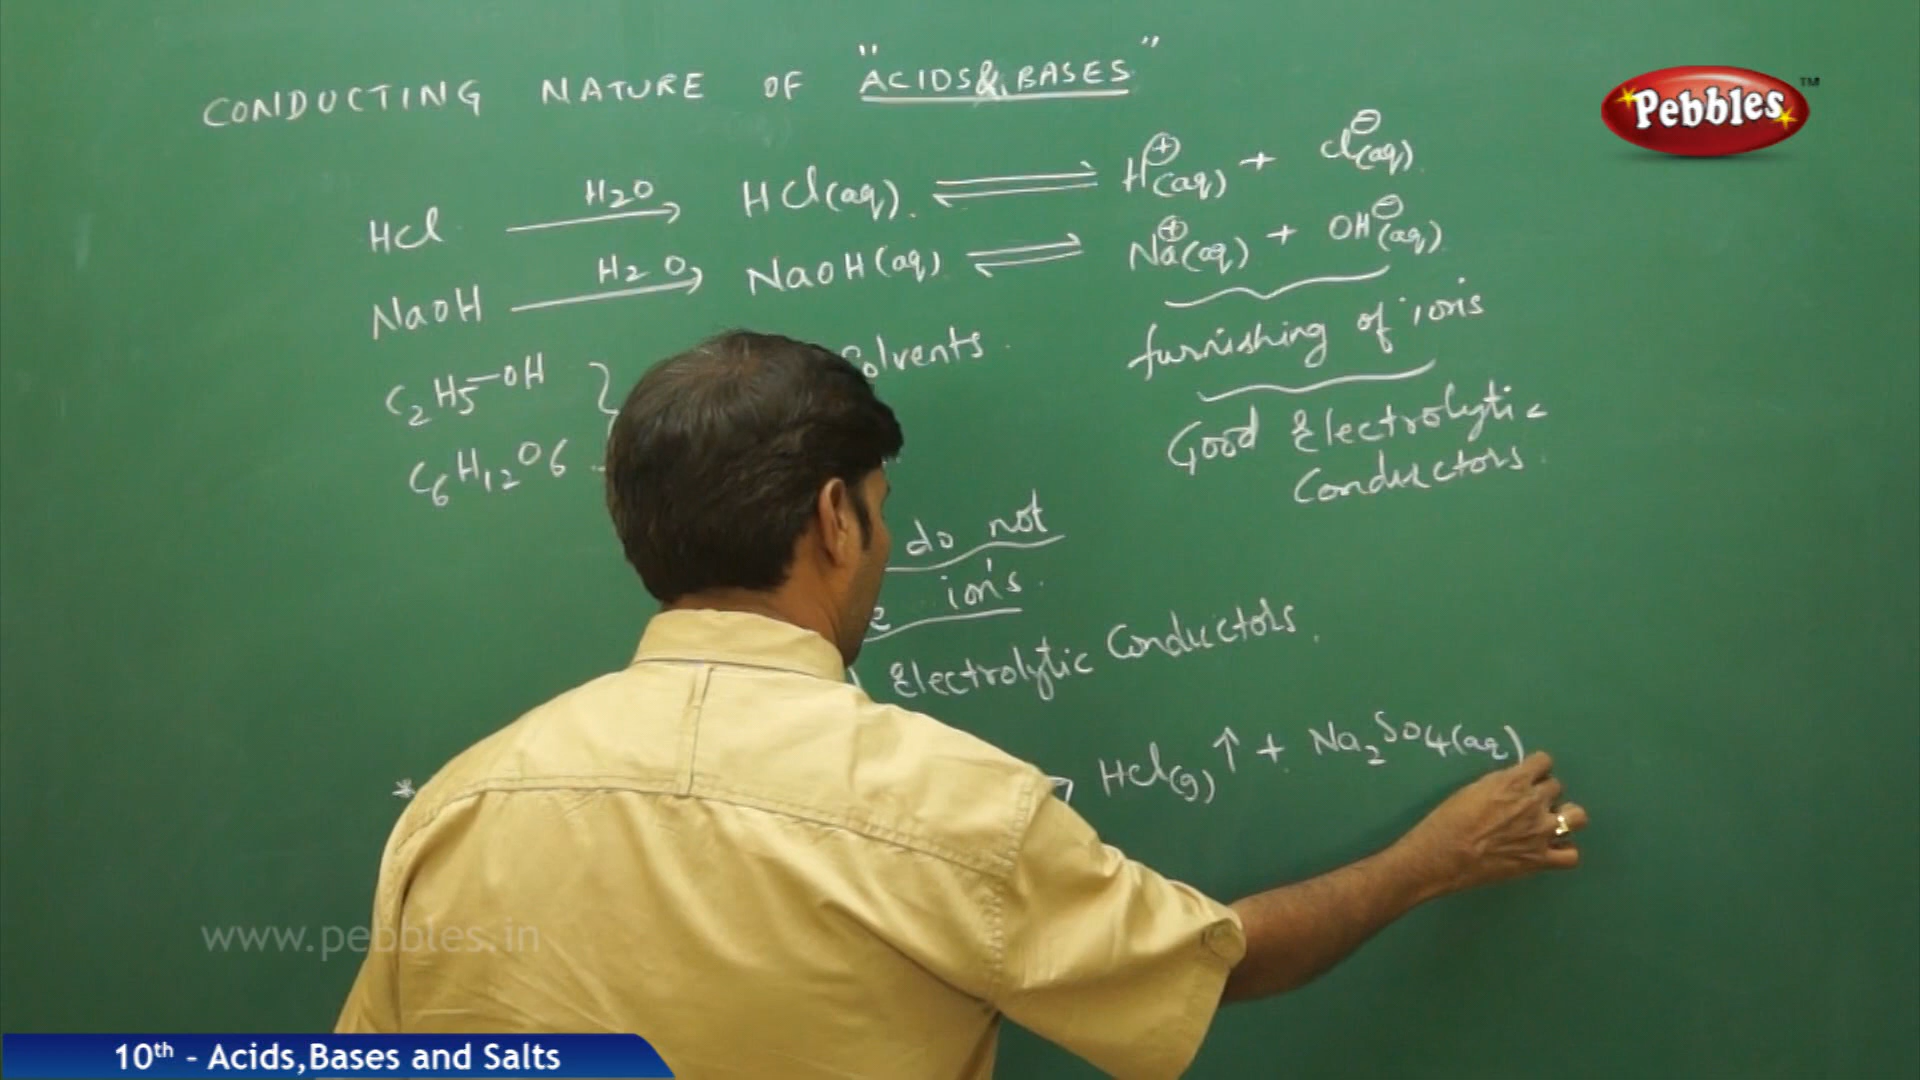 CONDUCTING NATURE OF "ACIDS & BASES"
Pebbles™
HCl —H2O→ HCl(aq). ⇌ H⊕(aq) + Cl⊖(aq)
NaOH —H2O→ NaOH(aq) ⇌ Na⊕(aq) + OH⊖(aq)
C2H5-OH } Solvents.
furnishing of ions
C6H12O6
Good Electrolytic
Conductors.
do not
ions.
Electrolytic Conductors.
* → HCl(g)↑ + Na2SO4(aq)
www.pebbles.in
10th - Acids,Bases and Salts